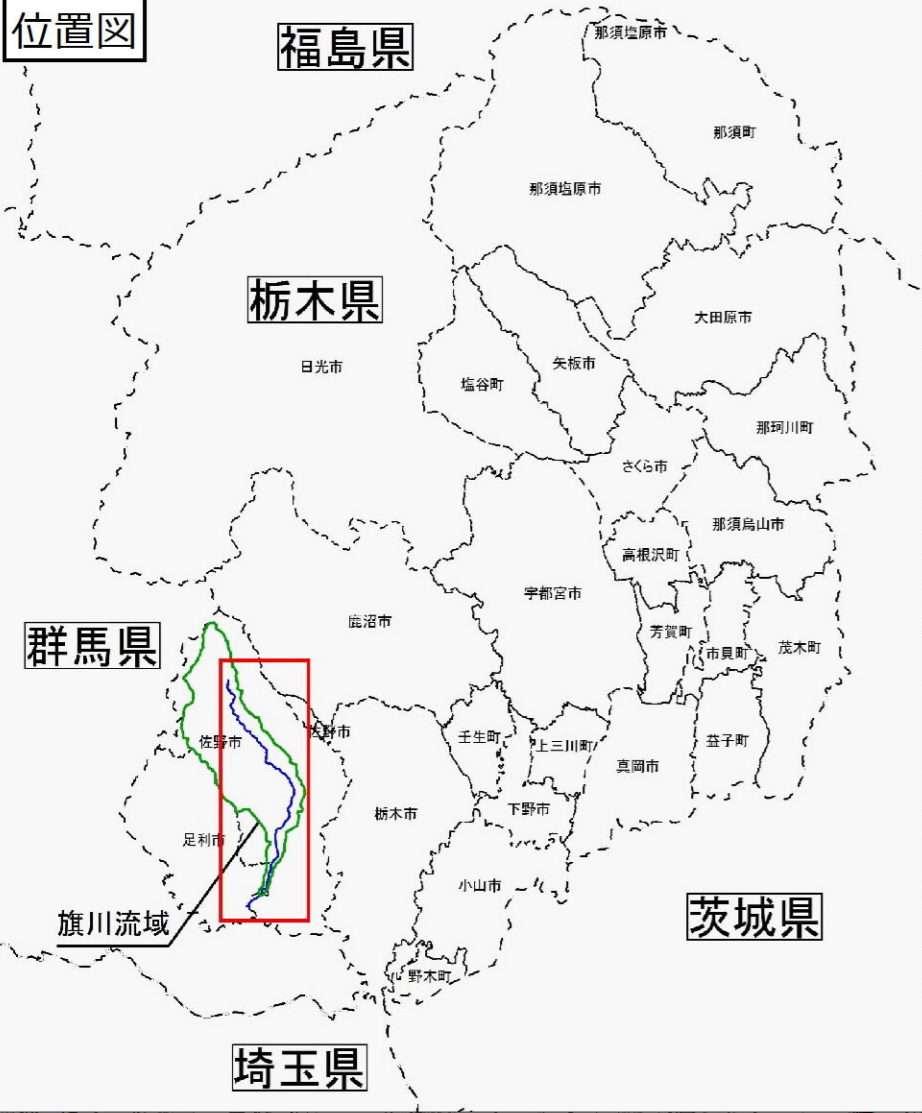 位置図
福島県
那須塩原市
那須町
那須塩原市
栃木県
大田原市
日光市
矢板市
塩谷町
那珂川町
さくら市
那須烏山市
高根沢町
宇都宮市
鹿沼市
芳賀町
群馬県
市貝町
茂木町
佐野市
佐野市
壬生町
上三川町
益子町
真岡市
下野市
栃木市
足利市
小山市
旗川流域
茨城県
野木町
埼玉県